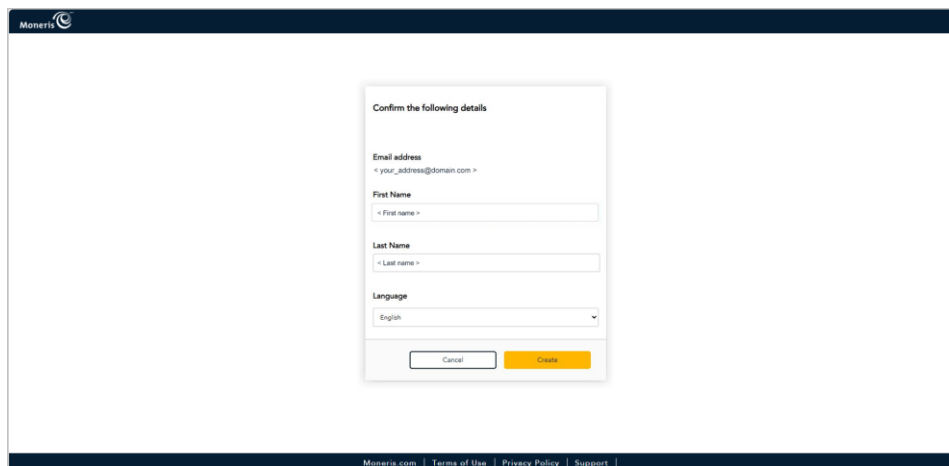 Moneris
Confirm the following details
Email address
< your_address@domain.com >
First Name
< First name >
Last Name
< Last name >
Language
English
Cancel Create
Moneris.com | Terms of Use | Privacy Policy | Support |